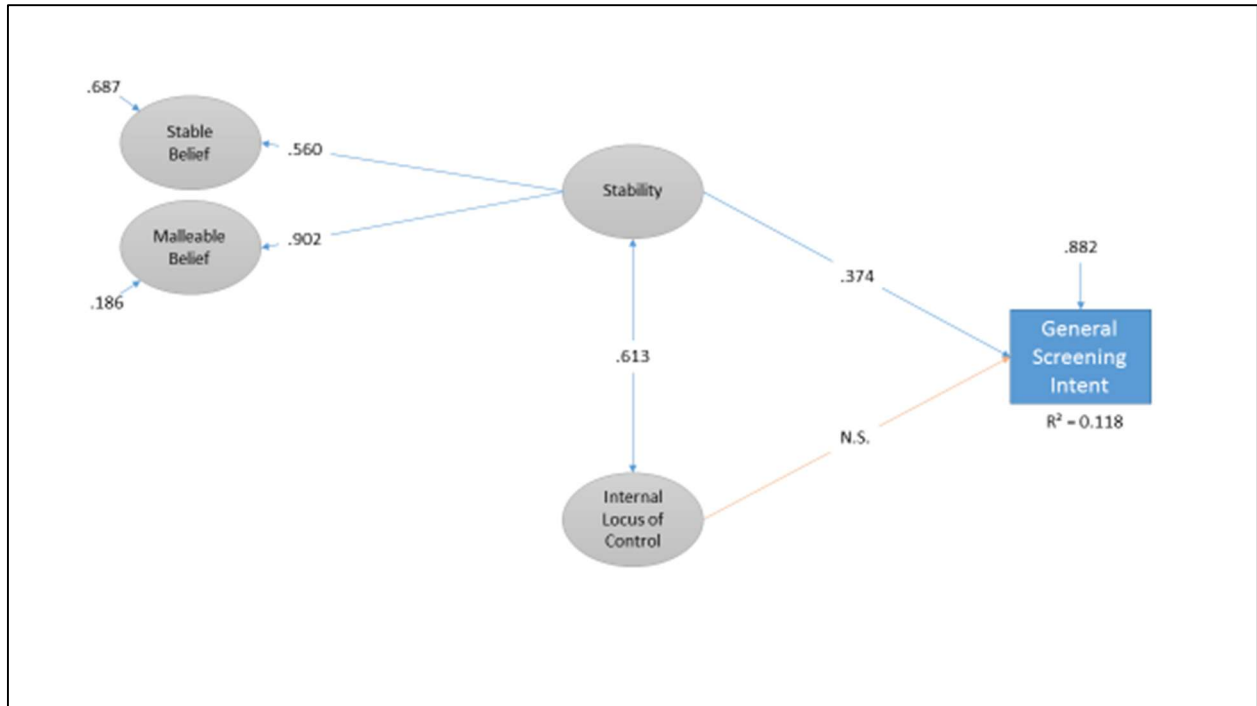 .687
Stable
Belief
.560
Stability
Malleable
Belief
.902
.186
.882
.374
General
Screening
Intent
R² = 0.118
.613
N.S.
Internal
Locus of
Control